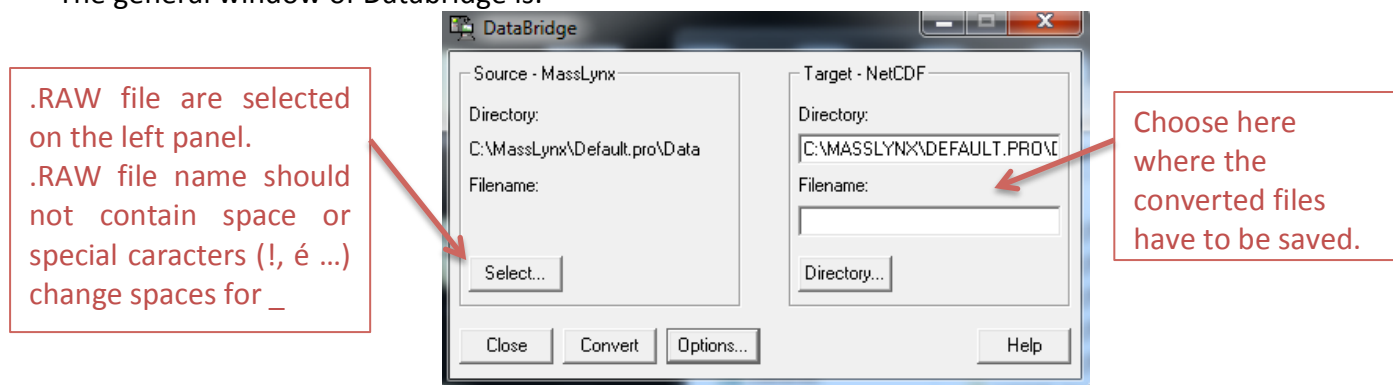 The general window of Databridge is:
DataBridge
.RAW file are selected
on the left panel.
.RAW file name should
not contain space or
special caracters (!, é ...)
change spaces for _
Source - MassLynx
Directory:
C:\MassLynx\Default.pro\Data
Filename:
Select...
Target - NetCDF
Directory:
C:\MASSLYNX\DEFAULT.PRO\D
Filename:
Directory...
Close Convert Options... Help
Choose here
where the
converted files
have to be saved.